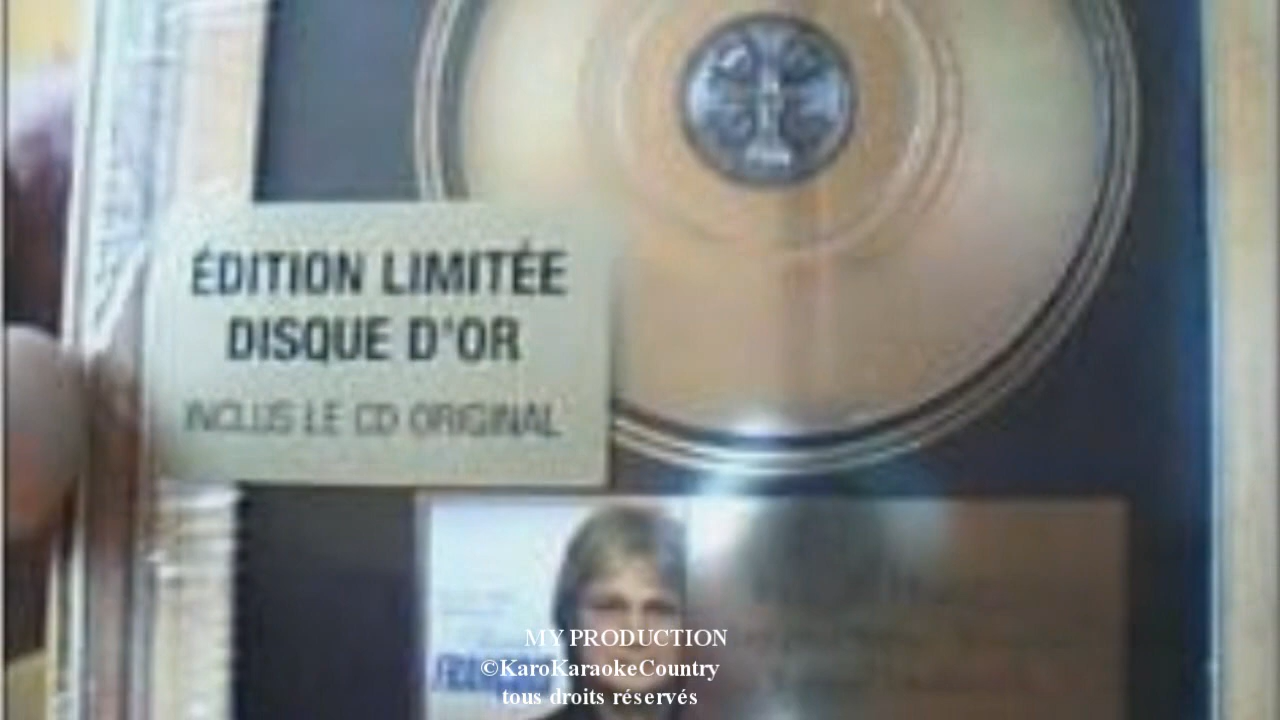 ÉDITION LIMITÉE
DISQUE D'OR
INCLUS LE CD ORIGINAL
MY PRODUCTION
©KaroKaraokeCountry
tous droits réservés